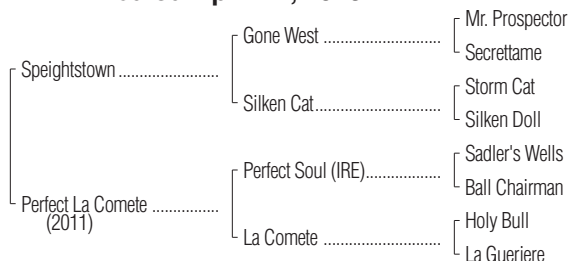 Mr. Prospector
Gone West
Secrettame
Speightstown
Storm Cat
Silken Cat
Silken Doll
Sadler's Wells
Perfect Soul (IRE)
Ball Chairman
Perfect La Comete
(2011)
Holy Bull
La Comete
La Gueriere